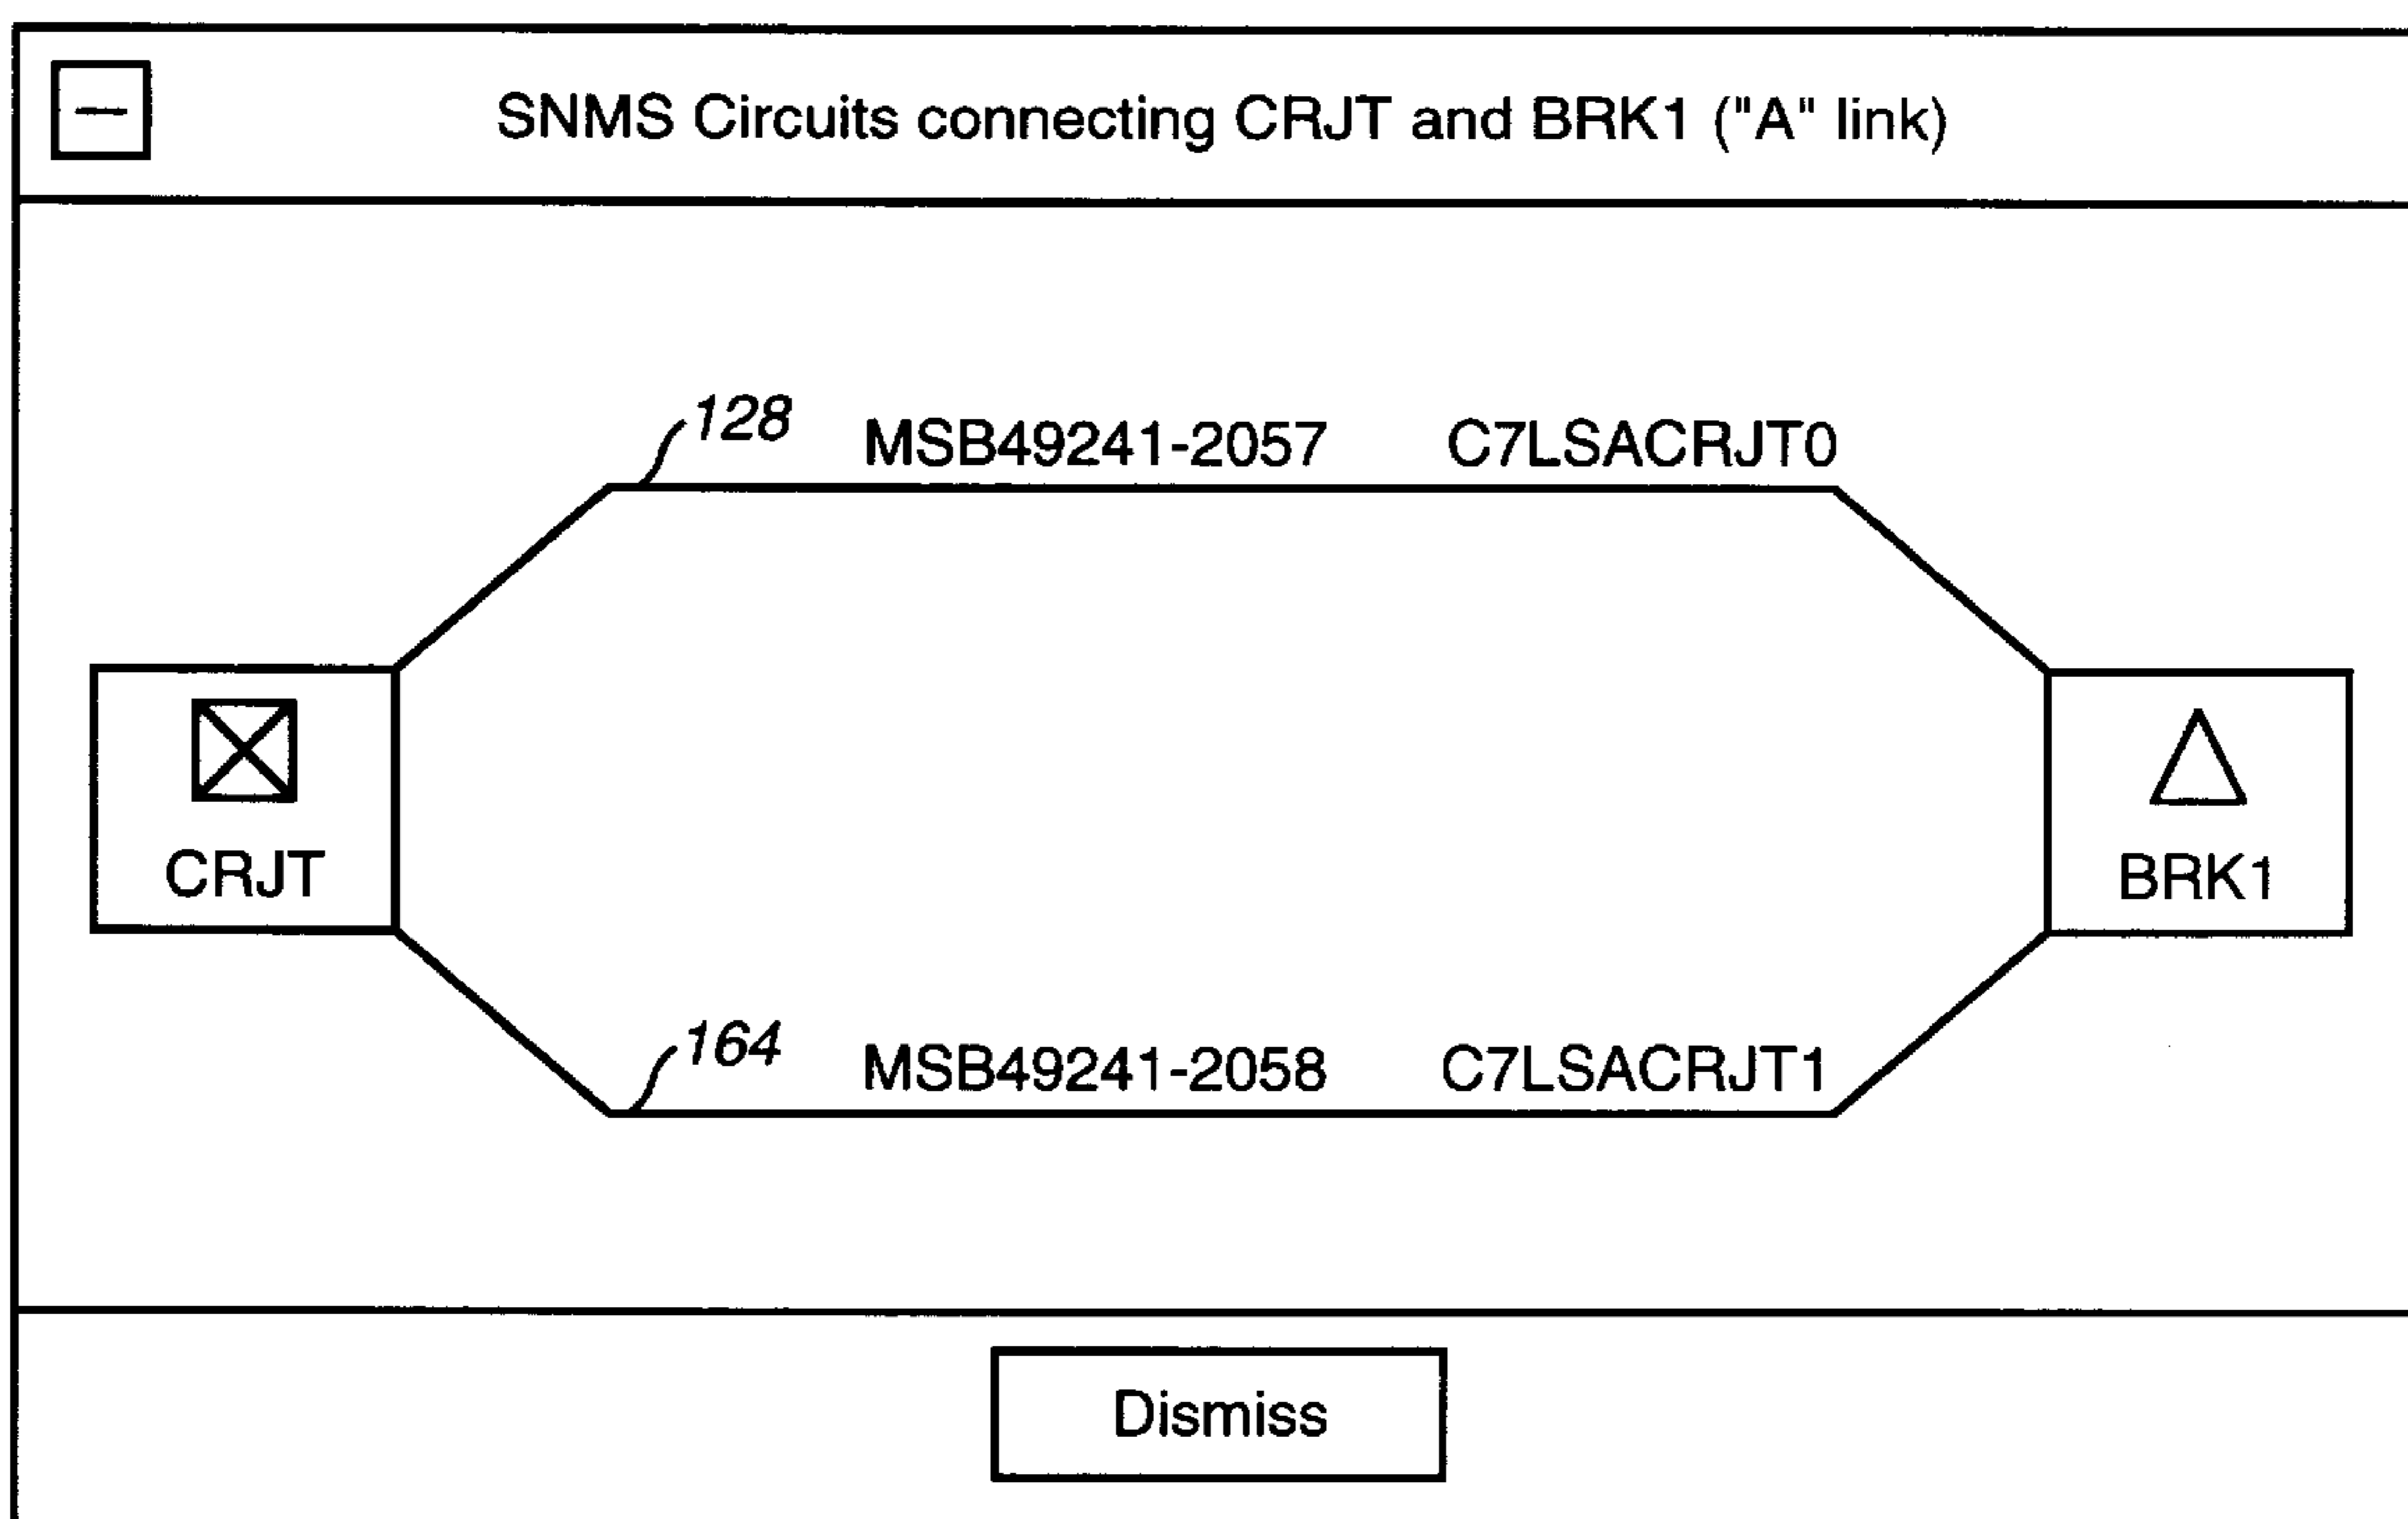 SNMS Circuits connecting CRJT and BRK1 ("A" link)
128 MSB49241-2057 C7LSACRJT0
CRJT
BRK1
164 MSB49241-2058 C7LSACRJT1
Dismiss